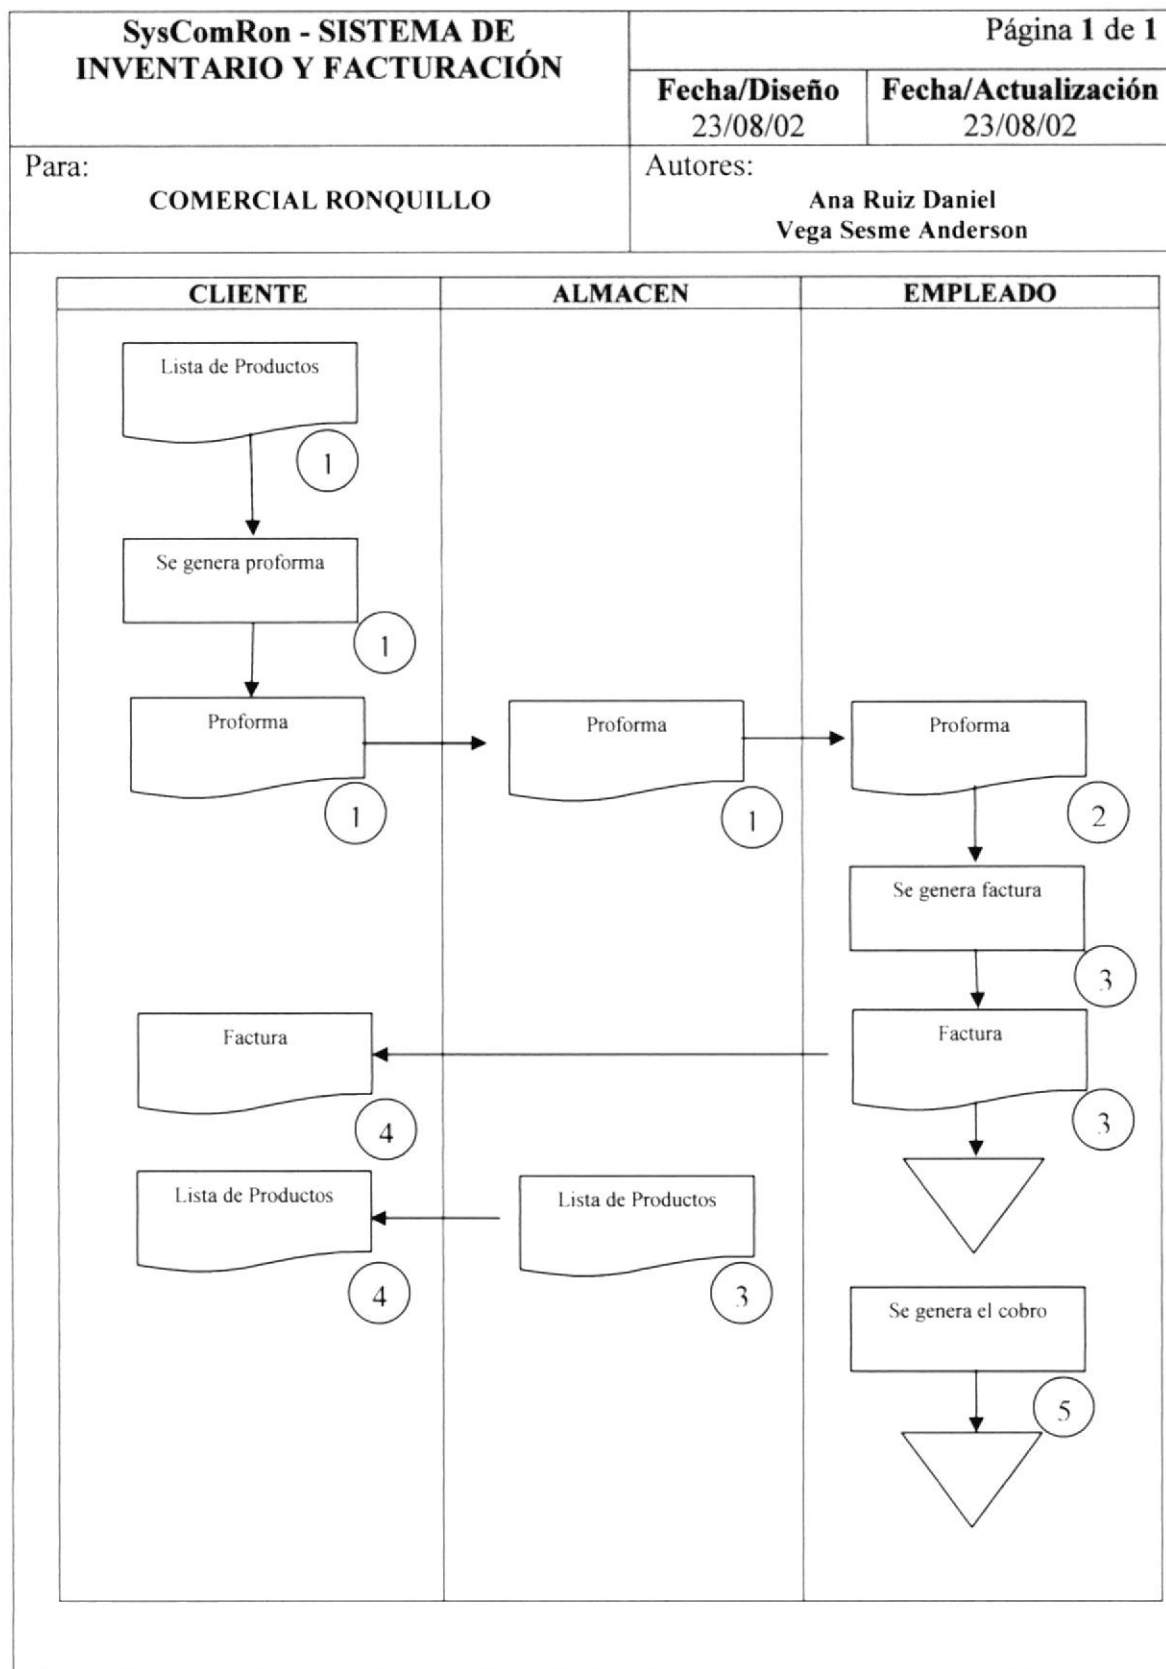 SysComRon - SISTEMA DE
INVENTARIO Y FACTURACIÓN
Página 1 de 1
Fecha/Diseño
23/08/02
Fecha/Actualización
23/08/02
Para:
COMERCIAL RONQUILLO
Autores:
Ana Ruiz Daniel
Vega Sesme Anderson
CLIENTE
ALMACEN
EMPLEADO
Lista de Productos
1
Se genera proforma
1
Proforma
1
Proforma
1
Proforma
2
Se genera factura
3
Factura
4
Factura
3
Lista de Productos
4
Lista de Productos
3
Se genera el cobro
5